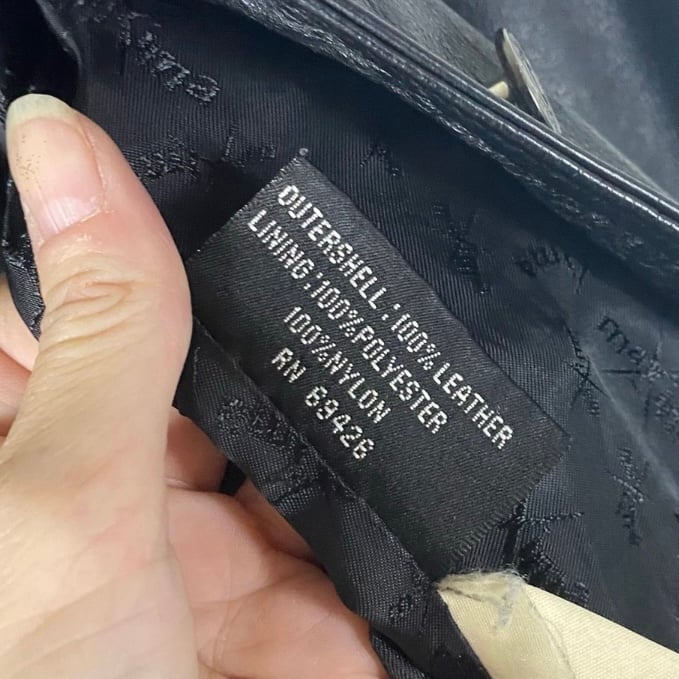 OUTERSHELL : 100% LEATHER
LINING : 100% POLYESTER
100% NYLON
RN 69426